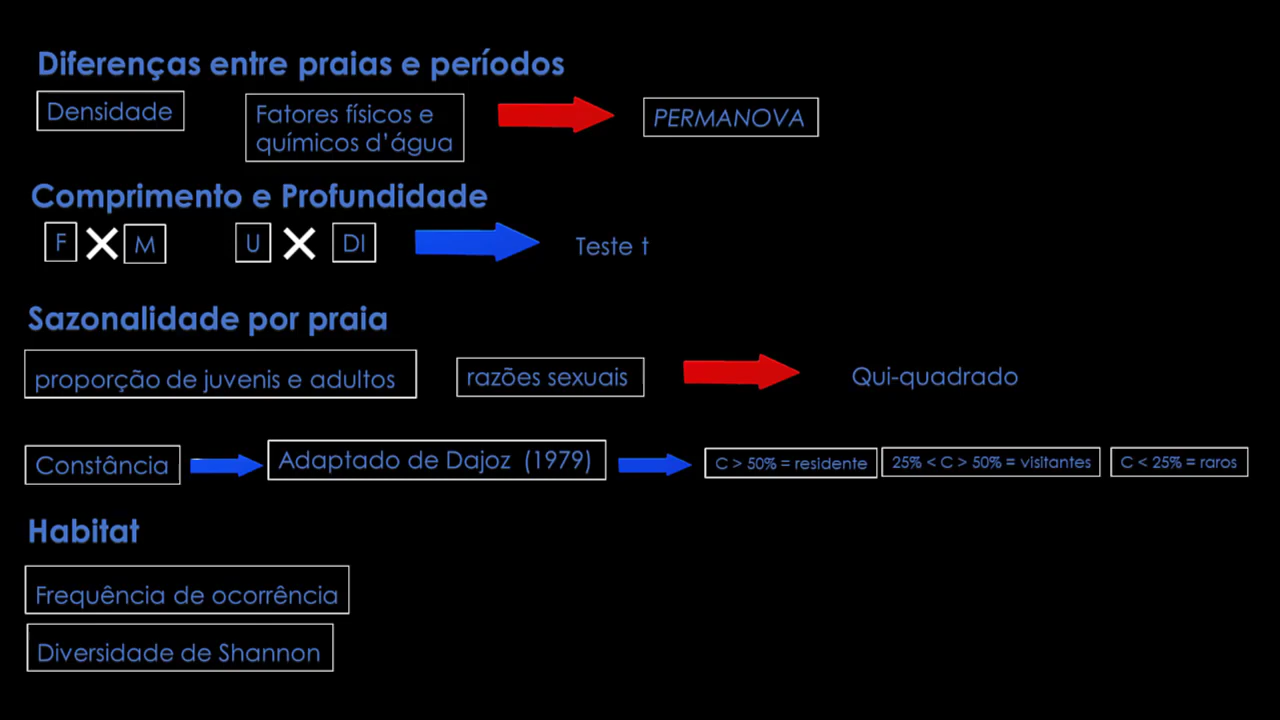 Diferenças entre praias e períodos
Densidade
Fatores físicos e
químicos d’água
PERMANOVA
Comprimento e Profundidade
F
M
U
DI
Teste t
Sazonalidade por praia
proporção de juvenis e adultos
razões sexuais
Qui-quadrado
Constância
Adaptado de Dajoz (1979)
C > 50% = residente
25% < C > 50% = visitantes
C < 25% = raros
Habitat
Frequência de ocorrência
Diversidade de Shannon